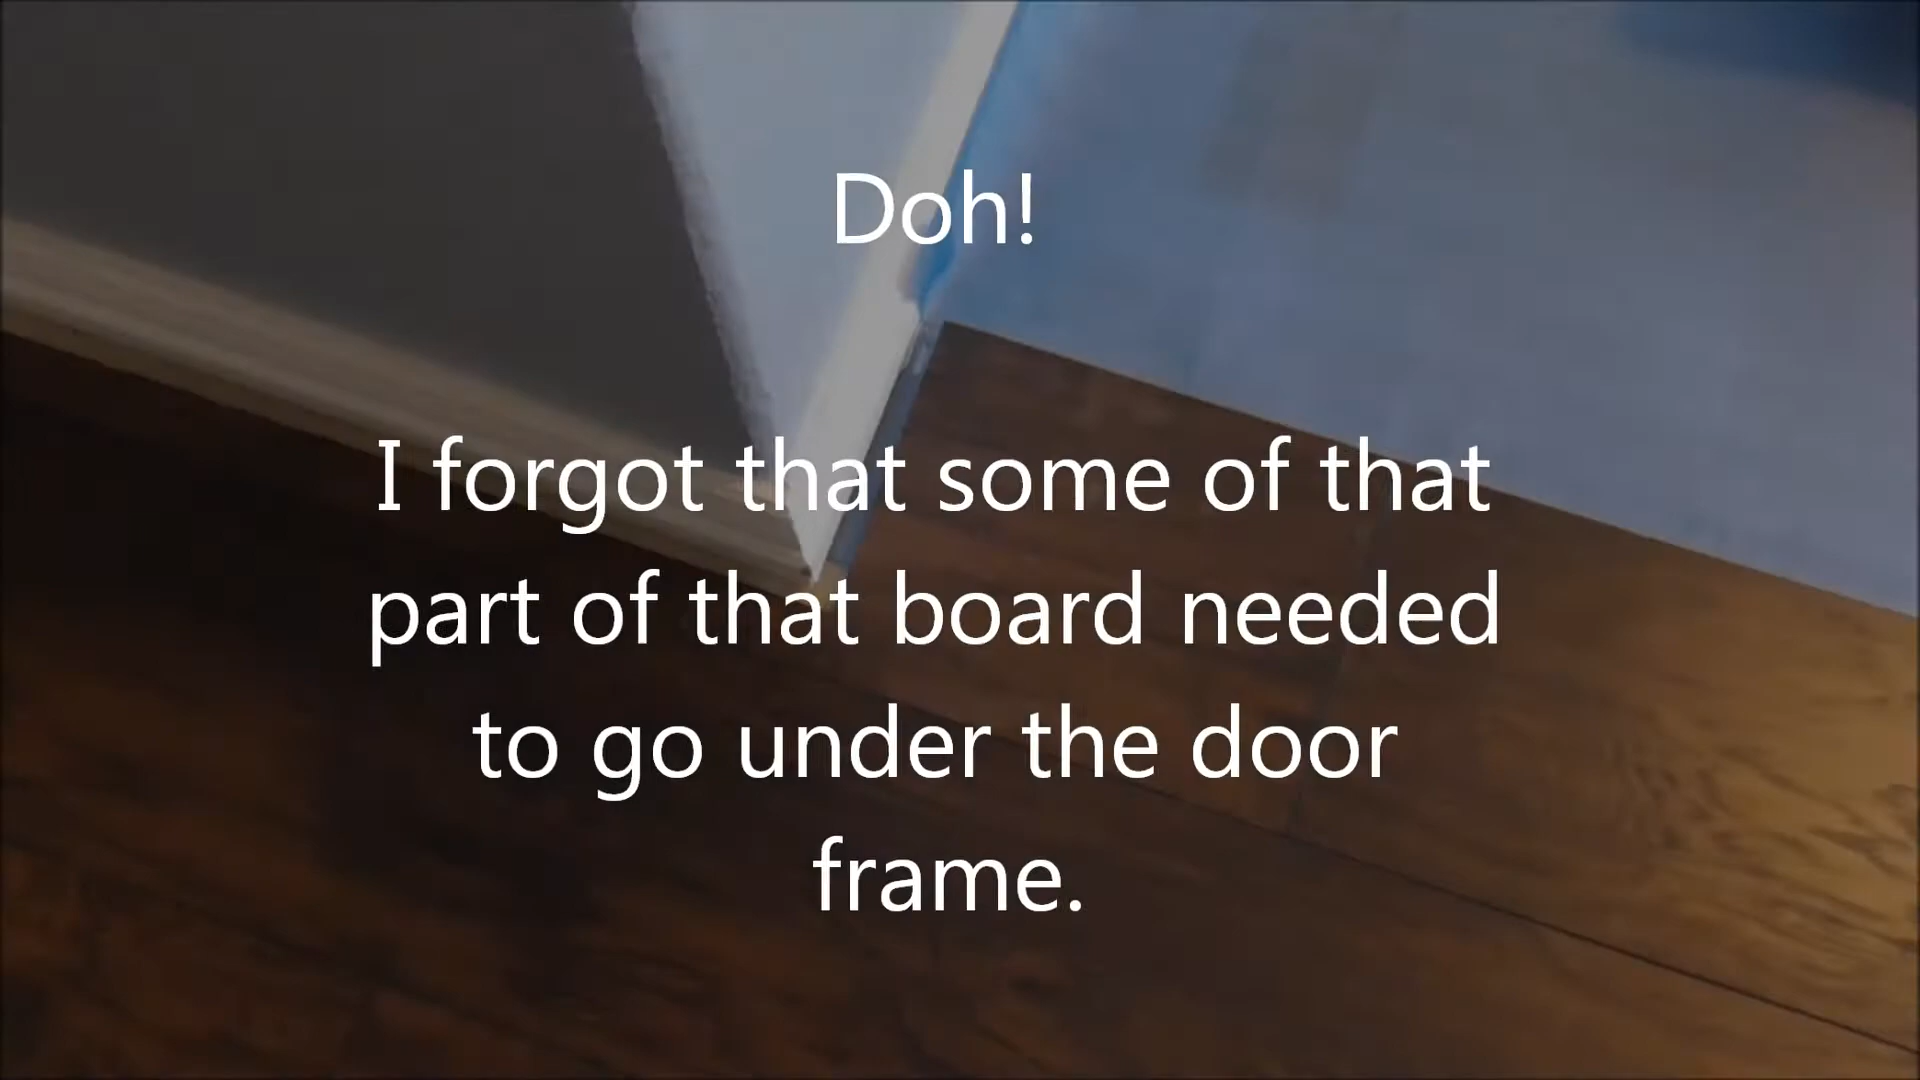 Doh!
I forgot that some of that
part of that board needed
to go under the door
frame.